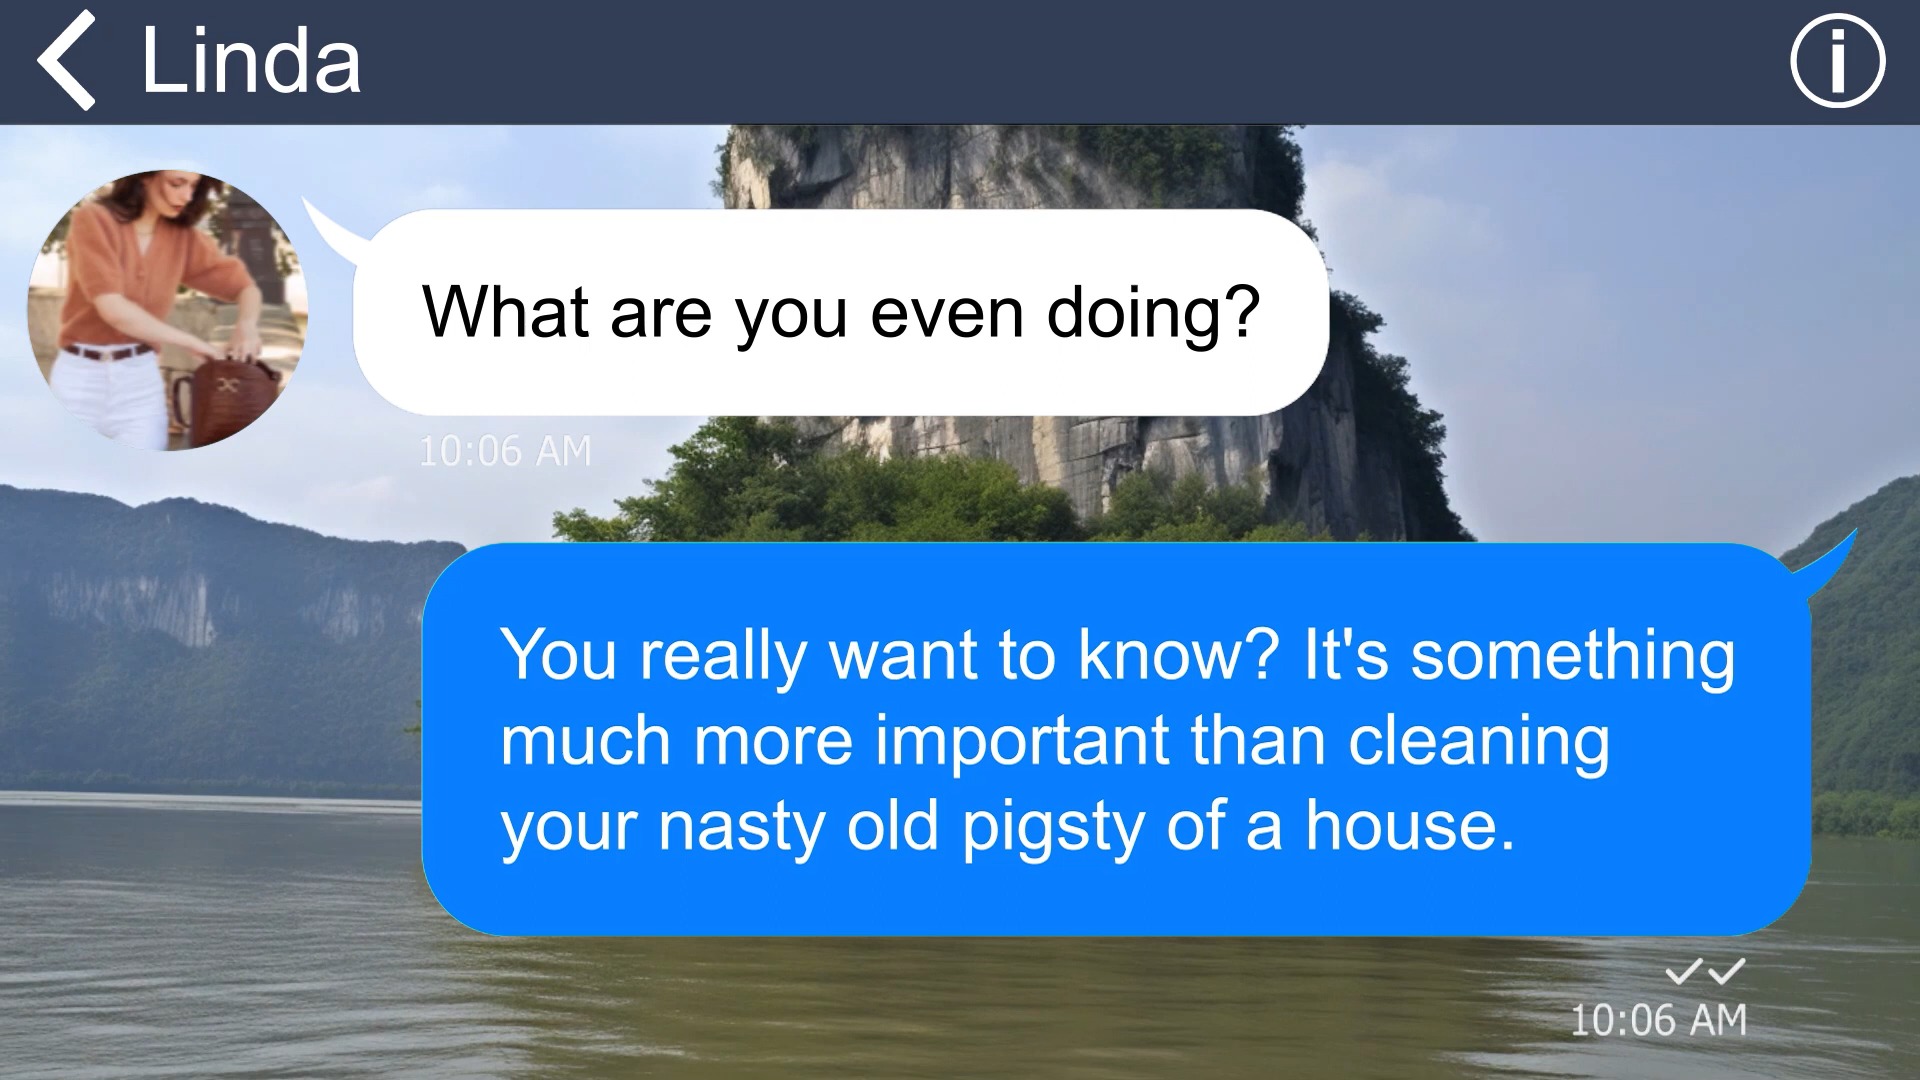 Linda
What are you even doing?
10:06 AM
You really want to know? It's something
much more important than cleaning
your nasty old pigsty of a house.
10:06 AM